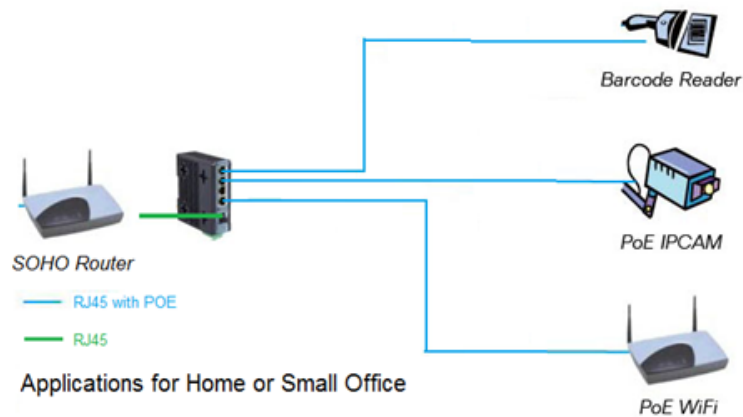 Barcode Reader
PoE IPCAM
SOHO Router
RJ45 with POE
RJ45
Applications for Home or Small Office
PoE WiFi